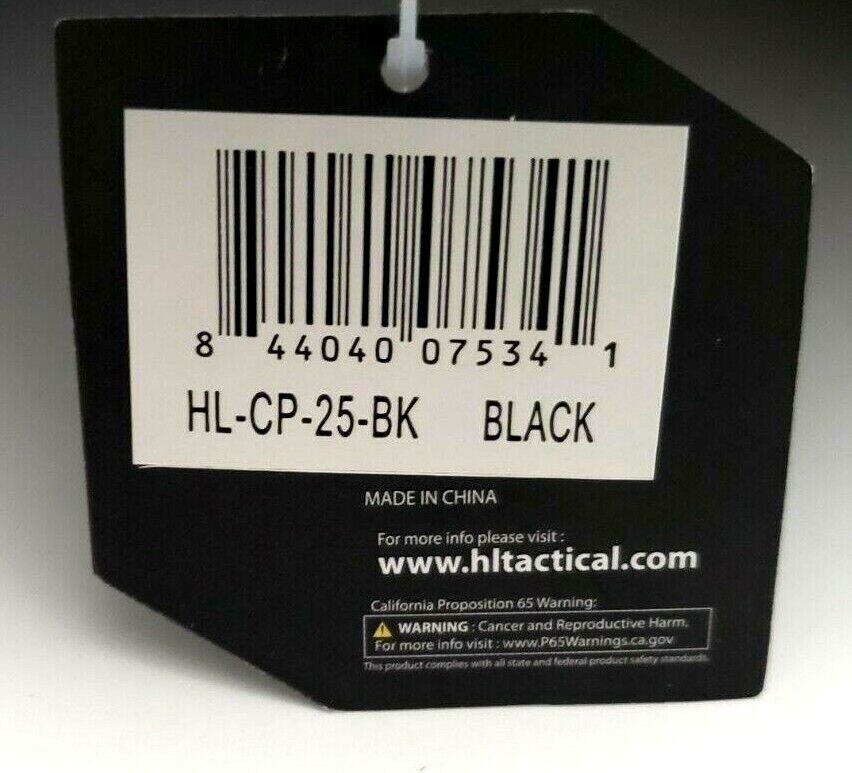 8 44040 07534 1
HL-CP-25-BK BLACK
MADE IN CHINA
For more info please visit :
www.hltactical.com
California Proposition 65 Warning:
WARNING : Cancer and Reproductive Harm.
For more info visit : www.P65Warnings.ca.gov
This product complies with all state and federal product safety standards.